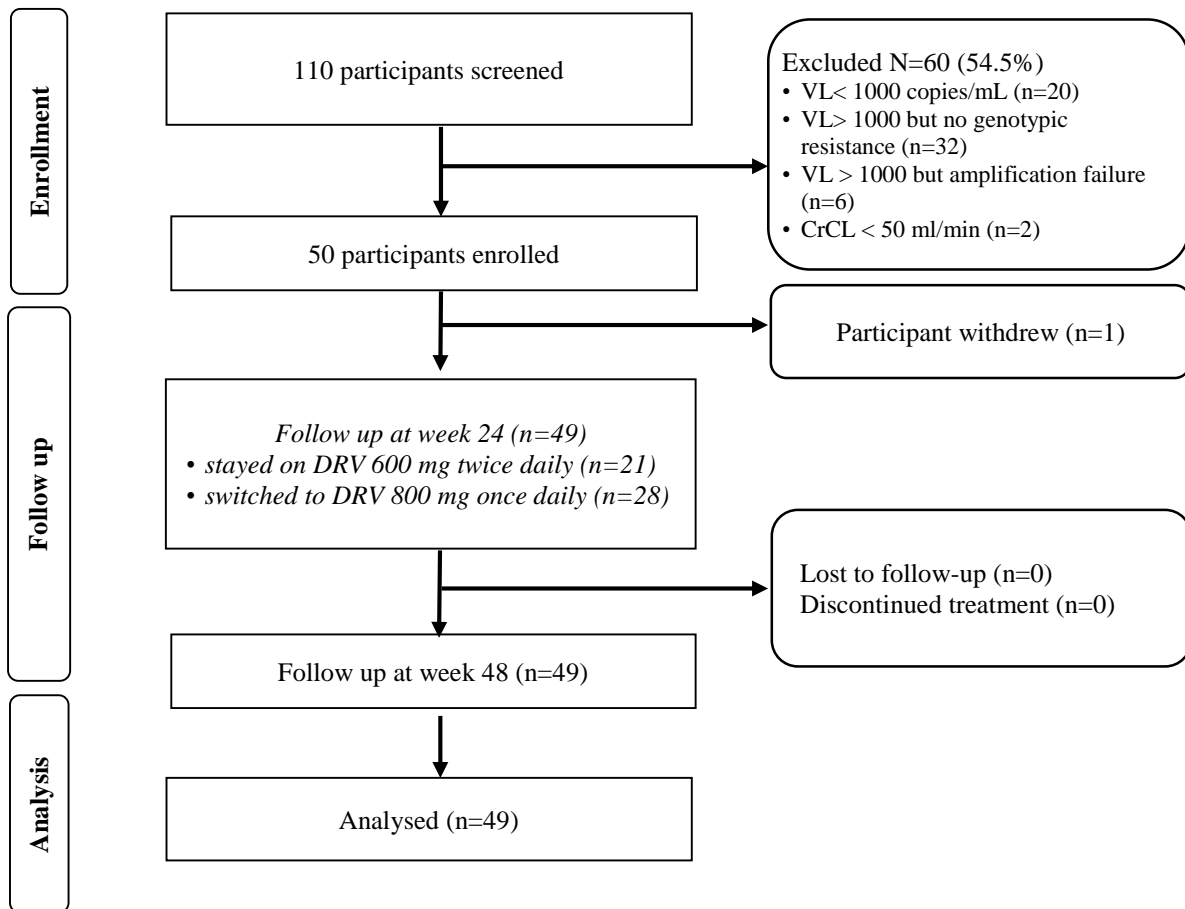 Enrollment
110 participants screened
Excluded N=60 (54.5%)
• VL< 1000 copies/mL (n=20)
• VL> 1000 but no genotypic
resistance (n=32)
• VL > 1000 but amplification failure
(n=6)
• CrCL < 50 ml/min (n=2)
50 participants enrolled
Follow up
Participant withdrew (n=1)
Follow up at week 24 (n=49)
• stayed on DRV 600 mg twice daily (n=21)
• switched to DRV 800 mg once daily (n=28)
Lost to follow-up (n=0)
Discontinued treatment (n=0)
Follow up at week 48 (n=49)
Analysis
Analysed (n=49)